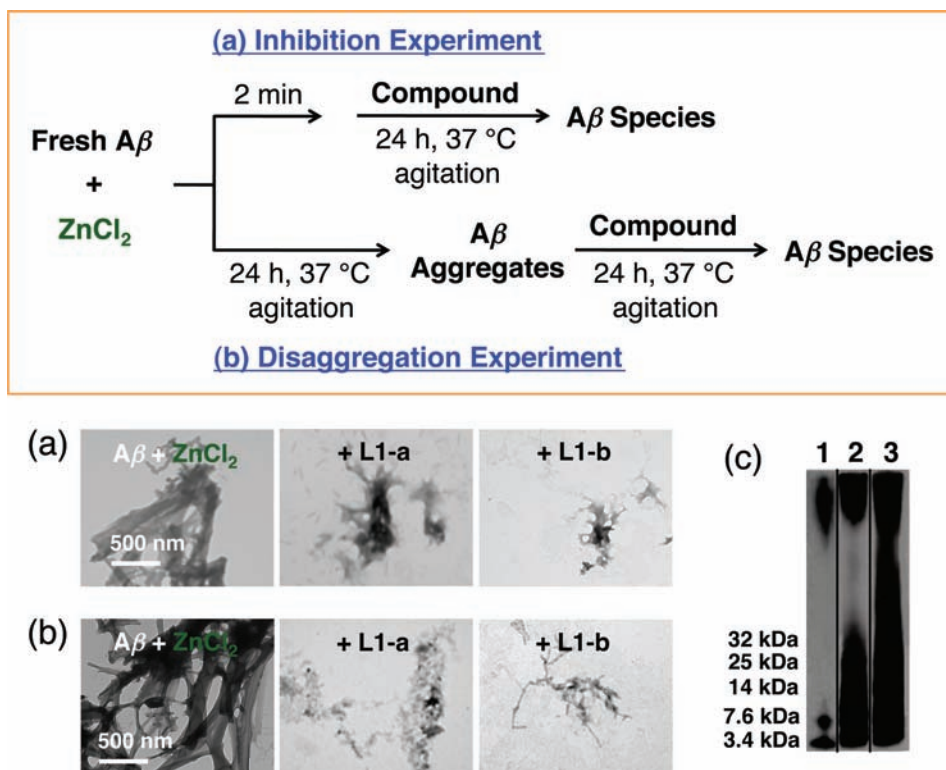 (a) Inhibition Experiment
2 min
Compound
24 h, 37 °C
agitation
Aβ Species
Fresh Aβ
+
ZnCl₂
24 h, 37 °C
agitation
Aβ
Aggregates
Compound
24 h, 37 °C
agitation
Aβ Species
(b) Disaggregation Experiment
(a)
Aβ + ZnCl₂
500 nm
+ L1-a
+ L1-b
(b)
Aβ + ZnCl₂
500 nm
+ L1-a
+ L1-b
(c)
1 2 3
32 kDa
25 kDa
14 kDa
7.6 kDa
3.4 kDa